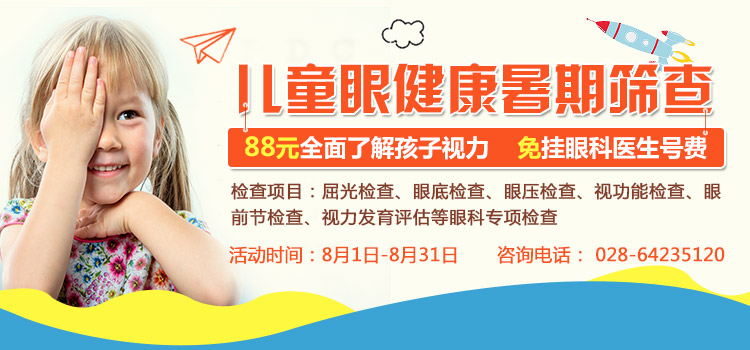 儿童眼健康暑期筛查
88元全面了解孩子视力 免挂眼科医生号费
检查项目：屈光检查、眼底检查、眼压检查、视功能检查、眼
前节检查、视力发育评估等眼科专项检查
活动时间：8月1日-8月31日 咨询电话： 028-64235120